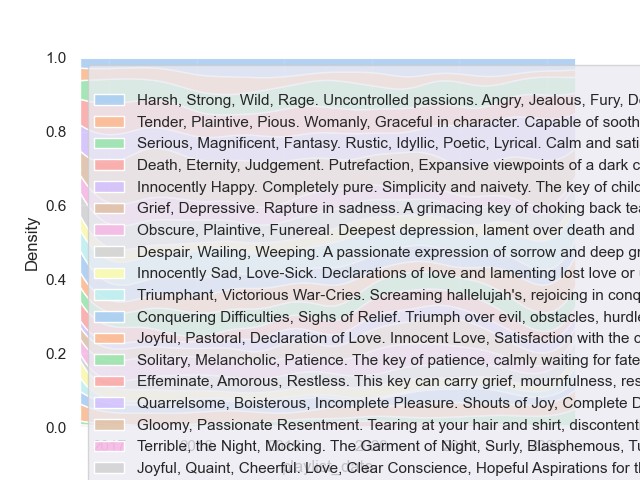 1.0
Harsh, Strong, Wild, Rage. Uncontrolled passions. Angry, Jealous, Fury, D
Tender, Plaintive, Pious. Womanly, Graceful in character. Capable of sooth
0.8
Serious, Magnificent, Fantasy. Rustic, Idyllic, Poetic, Lyrical. Calm and sati
Death, Eternity, Judgement. Putrefaction, Expansive viewpoints of a dark c
Innocently Happy. Completely pure. Simplicity and naivety. The key of child
0.6
Grief, Depressive. Rapture in sadness. A grimacing key of choking back tea
Obscure, Plaintive, Funereal. Deepest depression, lament over death and
Density
Despair, Wailing, Weeping. A passionate expression of sorrow and deep gr
0.4
Innocently Sad, Love-Sick. Declarations of love and lamenting lost love or
Triumphant, Victorious War-Cries. Screaming hallelujah's, rejoicing in conq
Conquering Difficulties, Sighs of Relief. Triumph over evil, obstacles, hurdle
0.2
Joyful, Pastoral, Declaration of Love. Innocent Love, Satisfaction with the
Solitary, Melancholic, Patience. The key of patience, calmly waiting for fate
Effeminate, Amorous, Restless. This key can carry grief, mournfulness, res
Quarrelsome, Boisterous, Incomplete Pleasure. Shouts of Joy, Complete D
0.0
Gloomy, Passionate Resentment. Tearing at your hair and shirt, discontent
Terrible the Night, Mocking. The Garment of Night, Surly, Blasphemous, Tu
Joyful, Quaint, Cheerful Love, Clear Conscience, Hopeful Aspirations for t